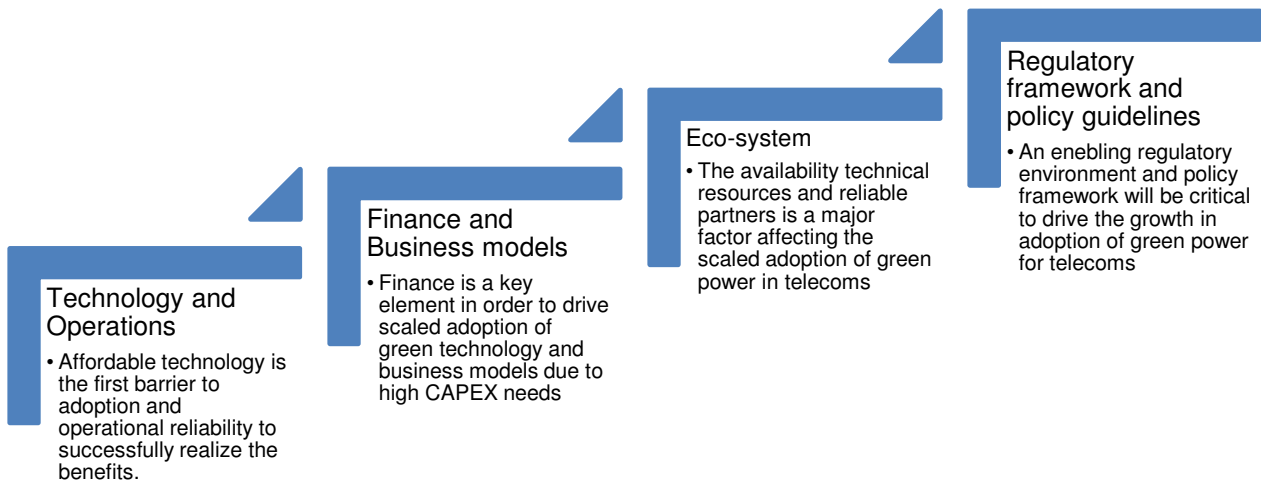 Technology and
Operations
• Affordable technology is
the first barrier to
adoption and
operational reliability to
successfully realize the
benefits.
Finance and
Business models
• Finance is a key
element in order to drive
scaled adoption of
green technology and
business models due to
high CAPEX needs
Eco-system
• The availability technical
resources and reliable
partners is a major
factor affecting the
scaled adoption of green
power in telecoms
Regulatory
framework and
policy guidelines
• An enebling regulatory
environment and policy
framework will be critical
to drive the growth in
adoption of green power
for telecoms